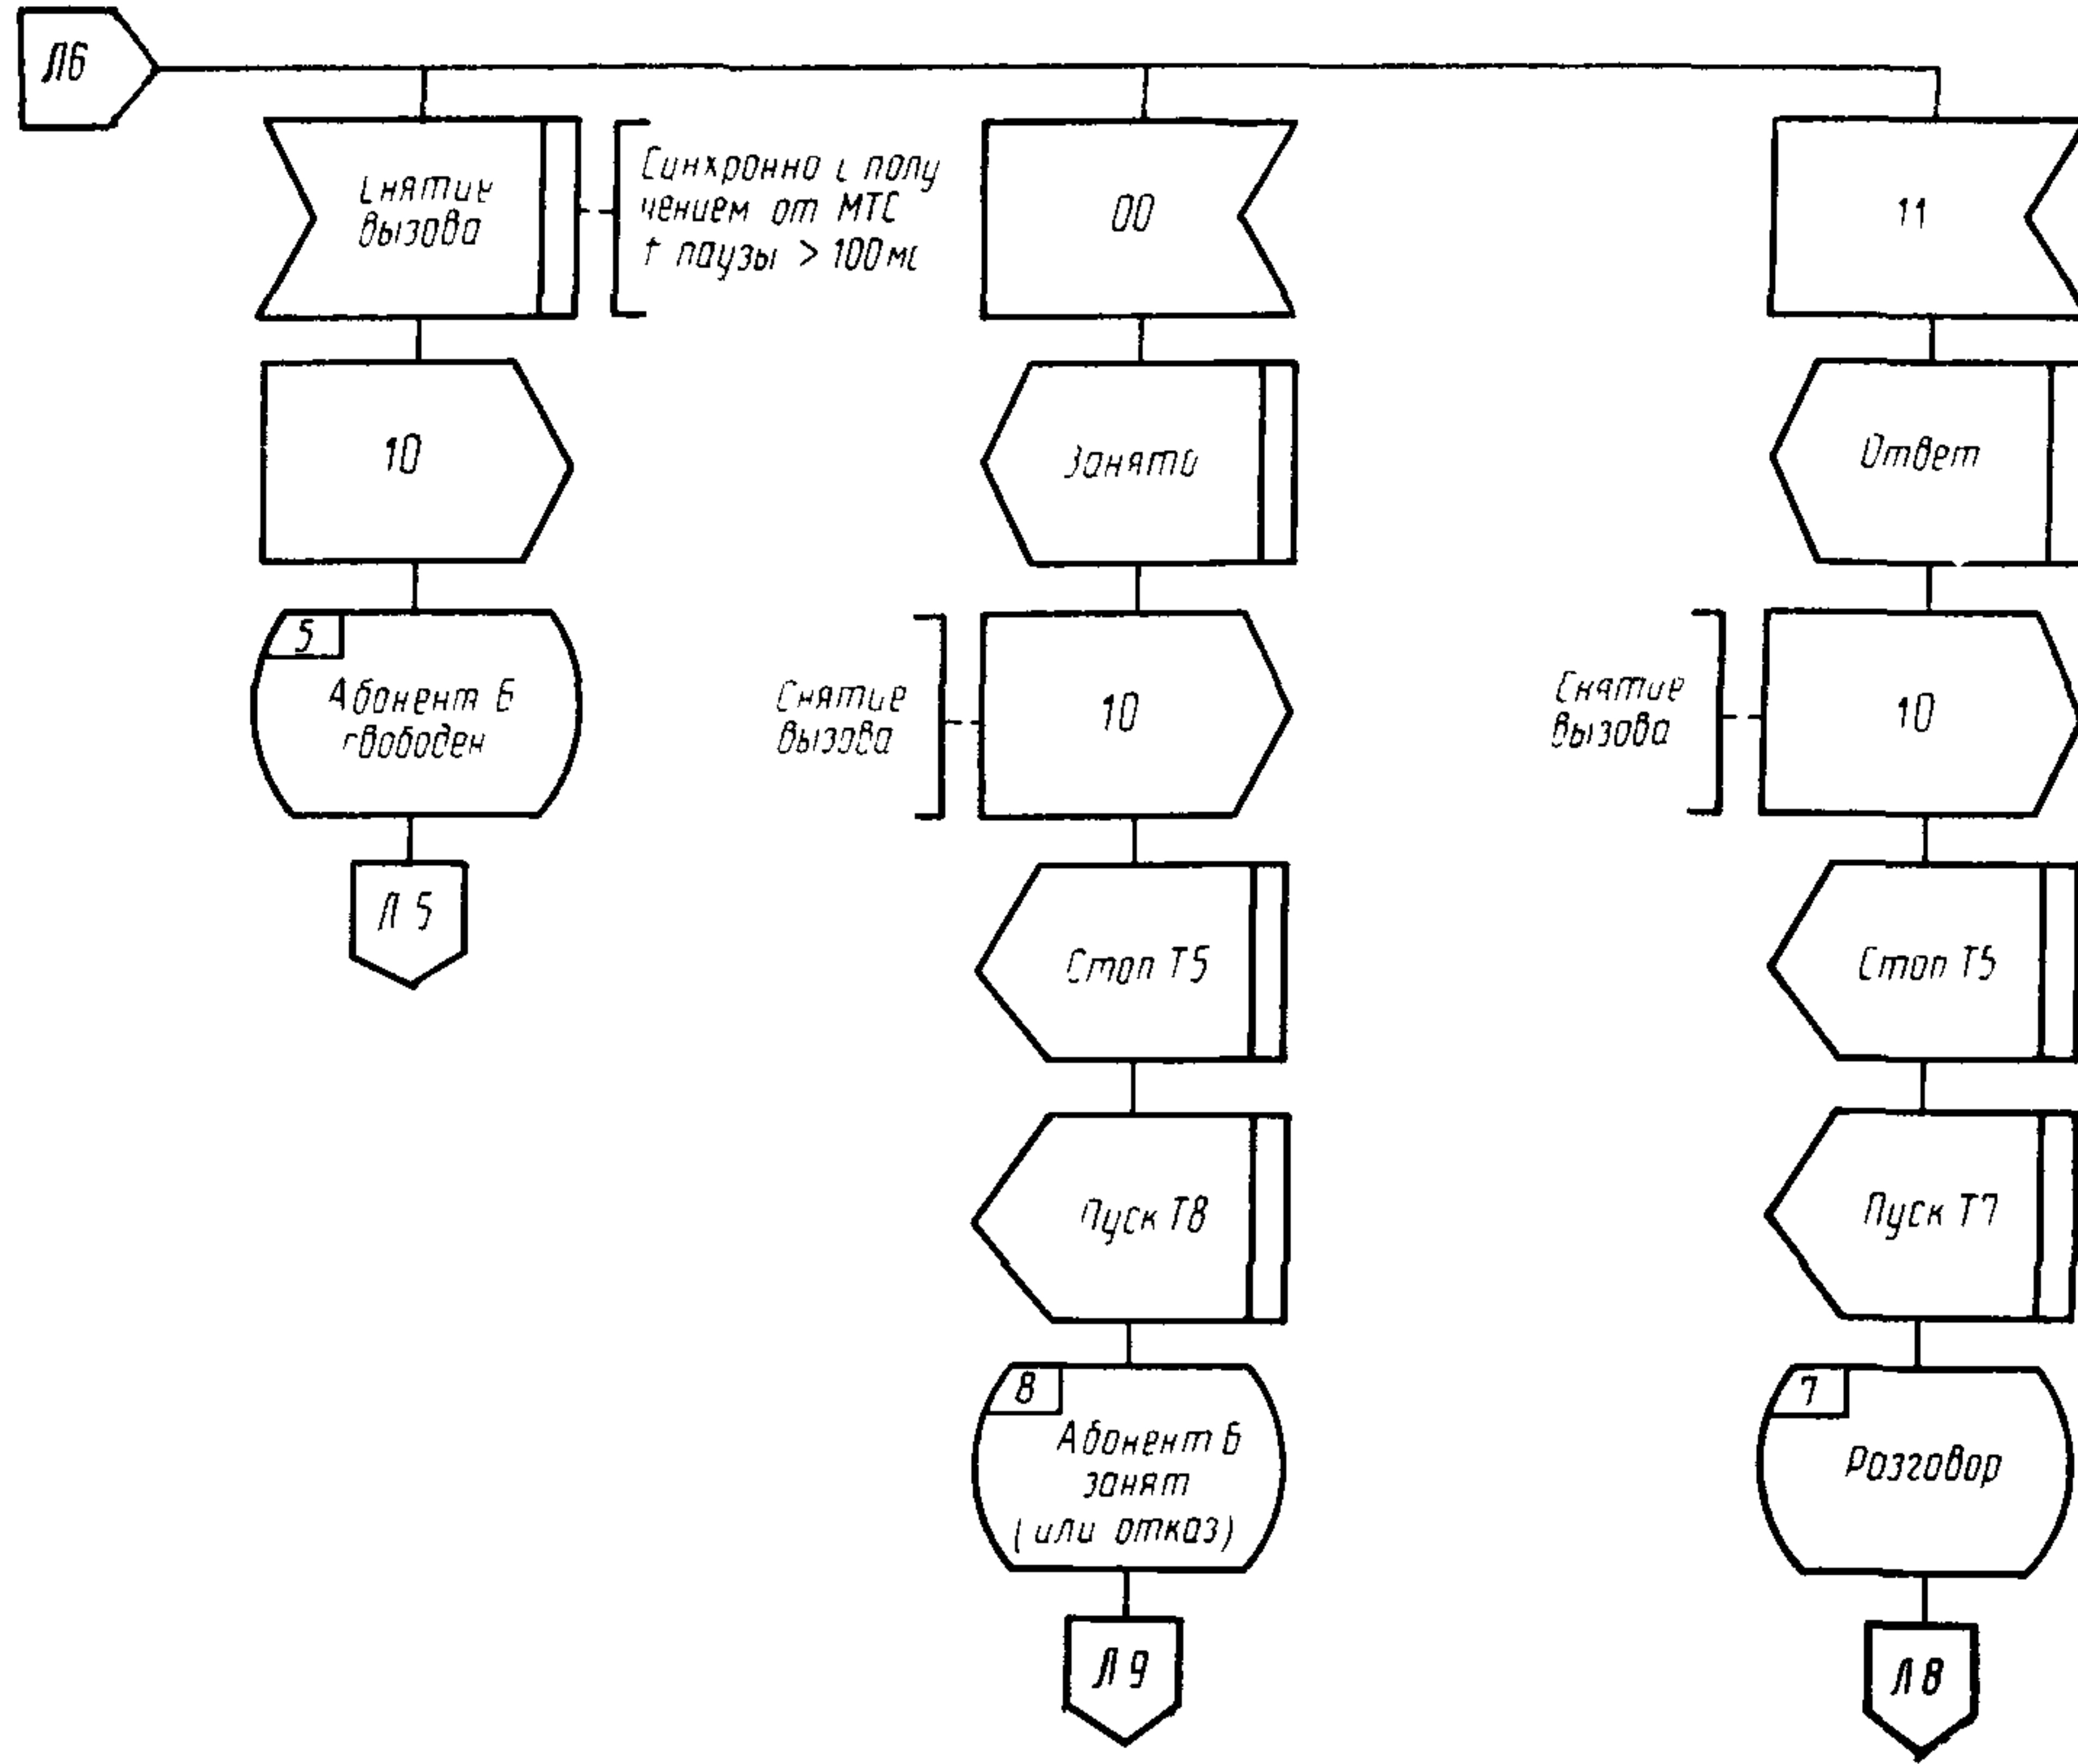 Л6
Снятие
вызова
Синхронно с полу
чением от МТС
t паузы > 100 мс
00
11
10
Занято
Ответ
5
Абонент Б
свободен
Снятие
вызова
10
Снятие
вызова
10
Л 5
Стоп Т5
Стоп Т5
Пуск Т8
Пуск Т7
8
Абонент Б
занят
(или отказ)
7
Разговор
Л 9
Л 8